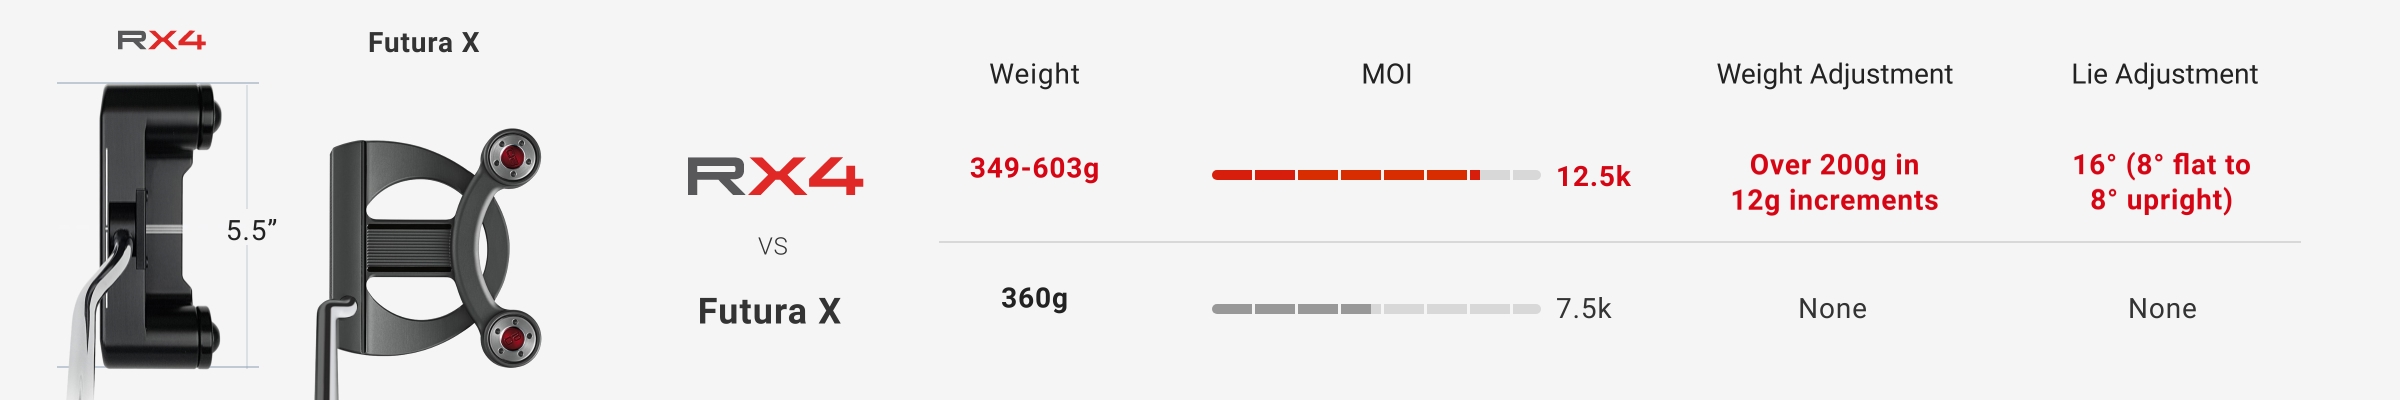 RX4
Futura X
5.5”
Weight
MOI
Weight Adjustment
Lie Adjustment
RX4
349-603g
12.5k
Over 200g in
12g increments
16° (8° flat to
8° upright)
VS
Futura X
360g
7.5k
None
None